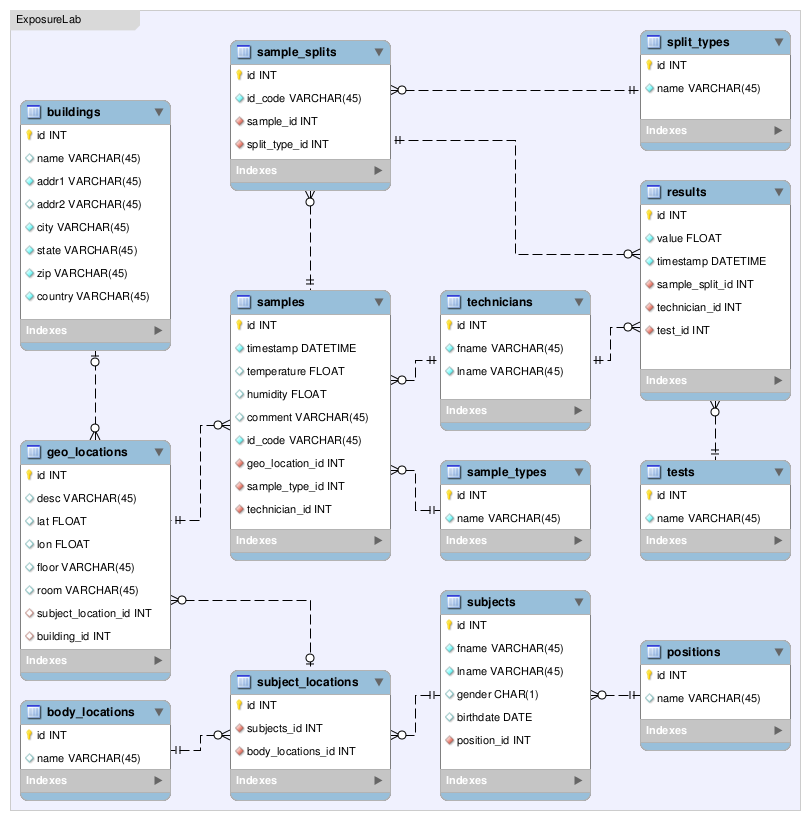 ExposureLab
sample_splits
id INT
id_code VARCHAR(45)
sample_id INT
split_type_id INT
Indexes
split_types
id INT
name VARCHAR(45)
Indexes
buildings
id INT
name VARCHAR(45)
addr1 VARCHAR(45)
addr2 VARCHAR(45)
city VARCHAR(45)
state VARCHAR(45)
zip VARCHAR(45)
country VARCHAR(45)
Indexes
results
id INT
value FLOAT
timestamp DATETIME
sample_split_id INT
technician_id INT
test_id INT
Indexes
samples
id INT
timestamp DATETIME
temperature FLOAT
humidity FLOAT
comment VARCHAR(45)
id_code VARCHAR(45)
geo_location_id INT
sample_type_id INT
technician_id INT
Indexes
technicians
id INT
fname VARCHAR(45)
lname VARCHAR(45)
Indexes
geo_locations
id INT
desc VARCHAR(45)
lat FLOAT
lon FLOAT
floor VARCHAR(45)
room VARCHAR(45)
subject_location_id INT
building_id INT
Indexes
sample_types
id INT
name VARCHAR(45)
Indexes
tests
id INT
name VARCHAR(45)
Indexes
subjects
id INT
fname VARCHAR(45)
lname VARCHAR(45)
gender CHAR(1)
birthdate DATE
position_id INT
Indexes
positions
id INT
name VARCHAR(45)
Indexes
subject_locations
id INT
subjects_id INT
body_locations_id INT
Indexes
body_locations
id INT
name VARCHAR(45)
Indexes